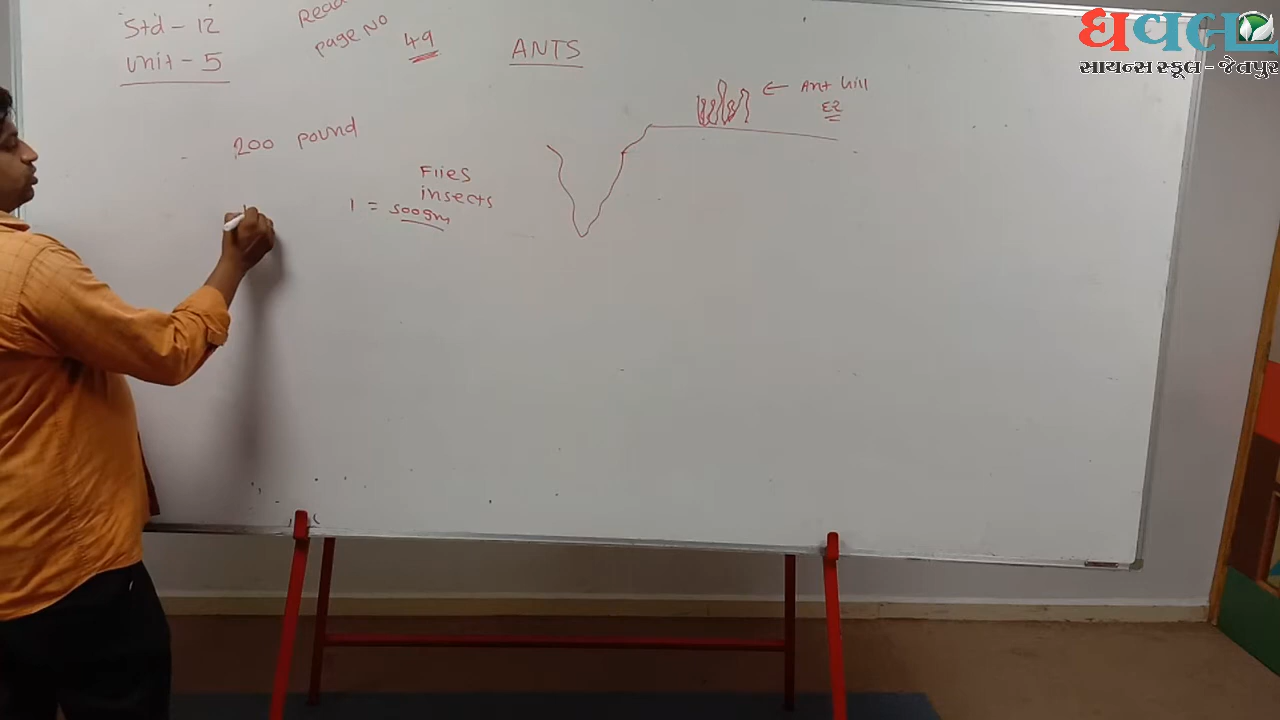 Std - 12
Unit - 5
Read
page No
49
ANTS
Ant hill
200 pound
Flies
insects
1 = 500gm
ધવલ
સાયન્સ સ્કૂલ - જેતપુર